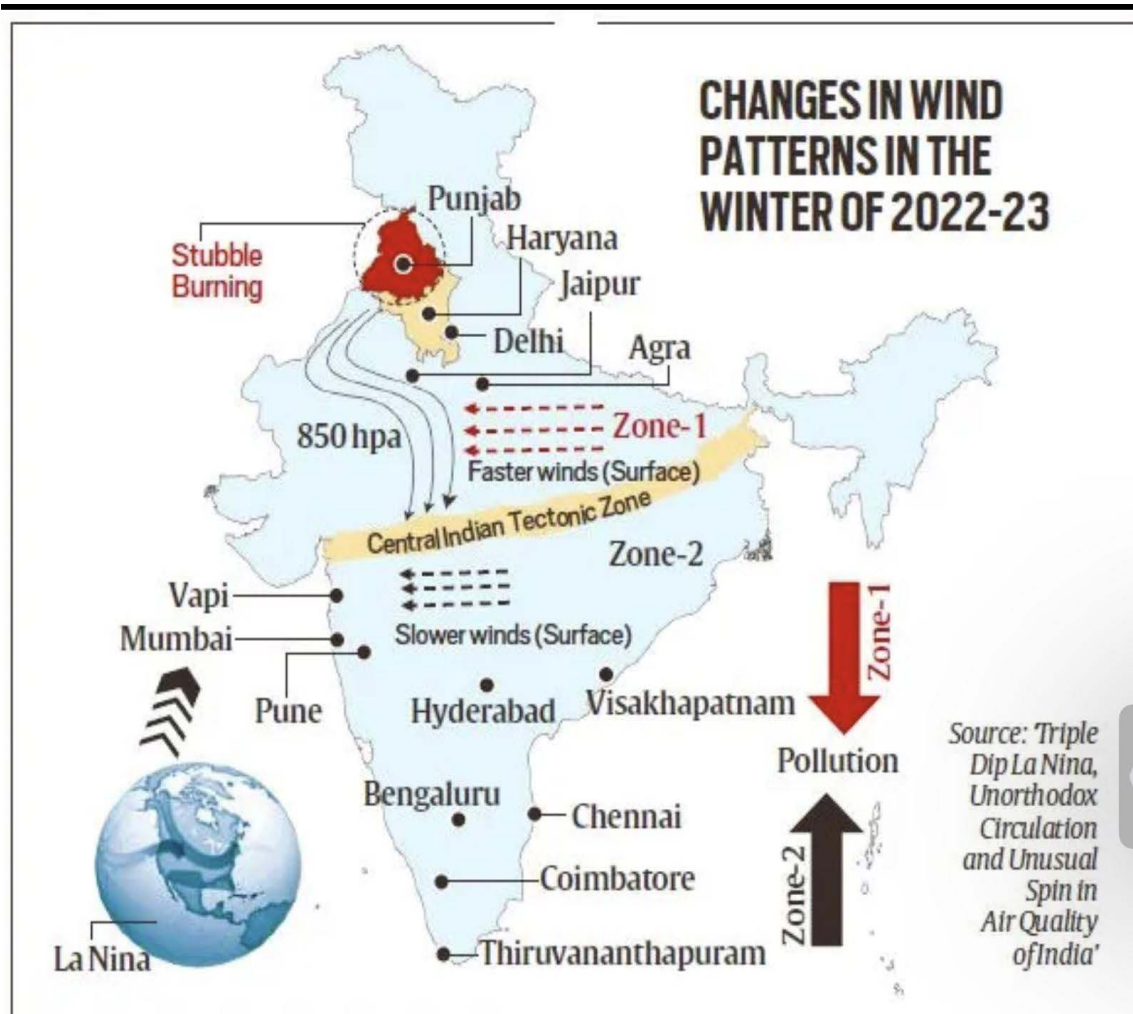 CHANGES IN WIND
PATTERNS IN THE
WINTER OF 2022-23
Punjab
Stubble
Burning
Haryana
Jaipur
Delhi
Agra
850 hpa
Zone-1
Faster winds (Surface)
Central Indian Tectonic Zone
Zone-2
Vapi
Slower winds (Surface)
Mumbai
Zone-1
Pune
Hyderabad
Visakhapatnam
Pollution
Source: ‘Triple
Dip La Nina,
Unorthodox
Circulation
and Unusual
Spin in
Air Quality
of India’
Bengaluru
Chennai
Coimbatore
Zone-2
La Nina
Thiruvananthapuram